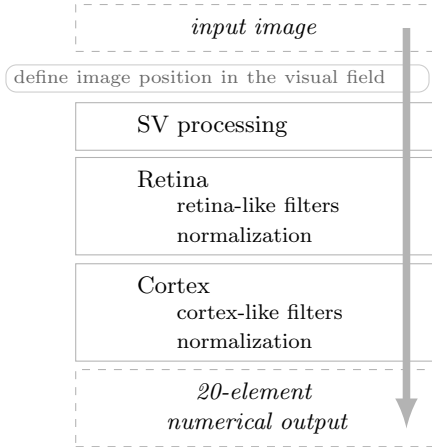 input image
define image position in the visual field
SV processing
Retina
retina-like filters
normalization
Cortex
cortex-like filters
normalization
20-element
numerical output